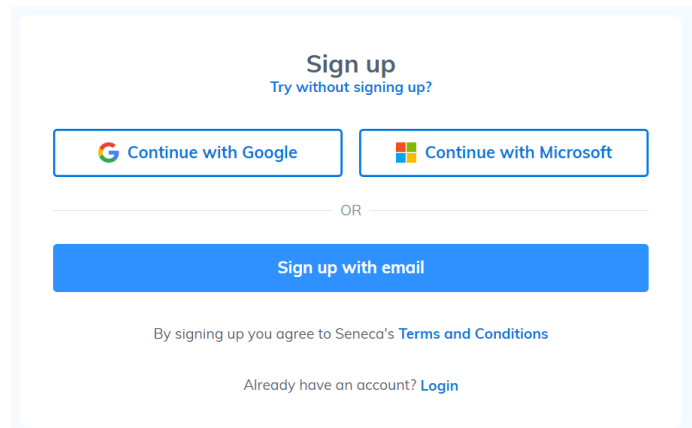 Sign up
Try without signing up?
Continue with Google
Continue with Microsoft
OR
Sign up with email
By signing up you agree to Seneca's Terms and Conditions
Already have an account? Login